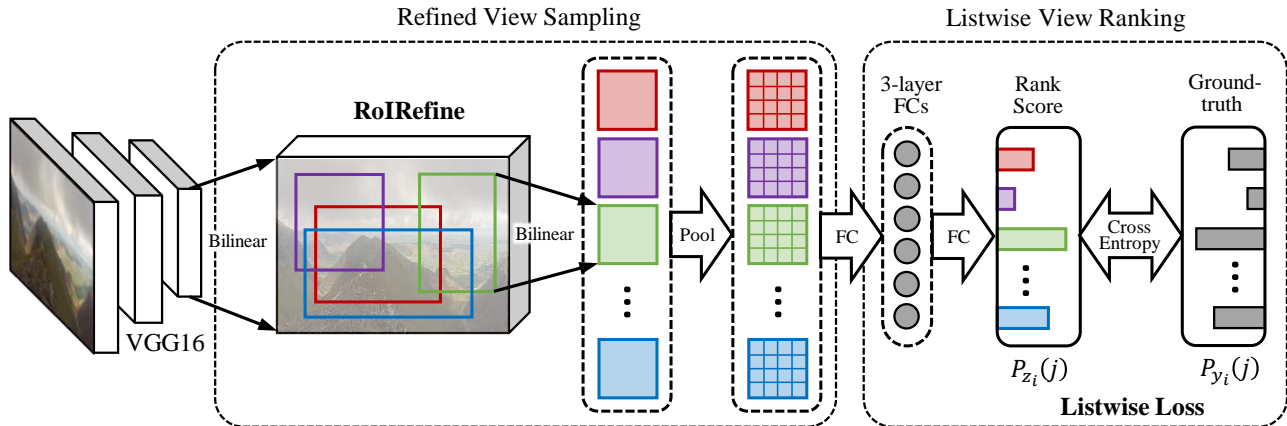 Refined View Sampling
Listwise View Ranking
RoIRefine
3-layer
FCs
Rank
Score
Ground-
truth
Bilinear
Bilinear
Pool
FC
FC
Cross
Entropy
VGG16
P_{z_i}(j)
P_{y_i}(j)
Listwise Loss